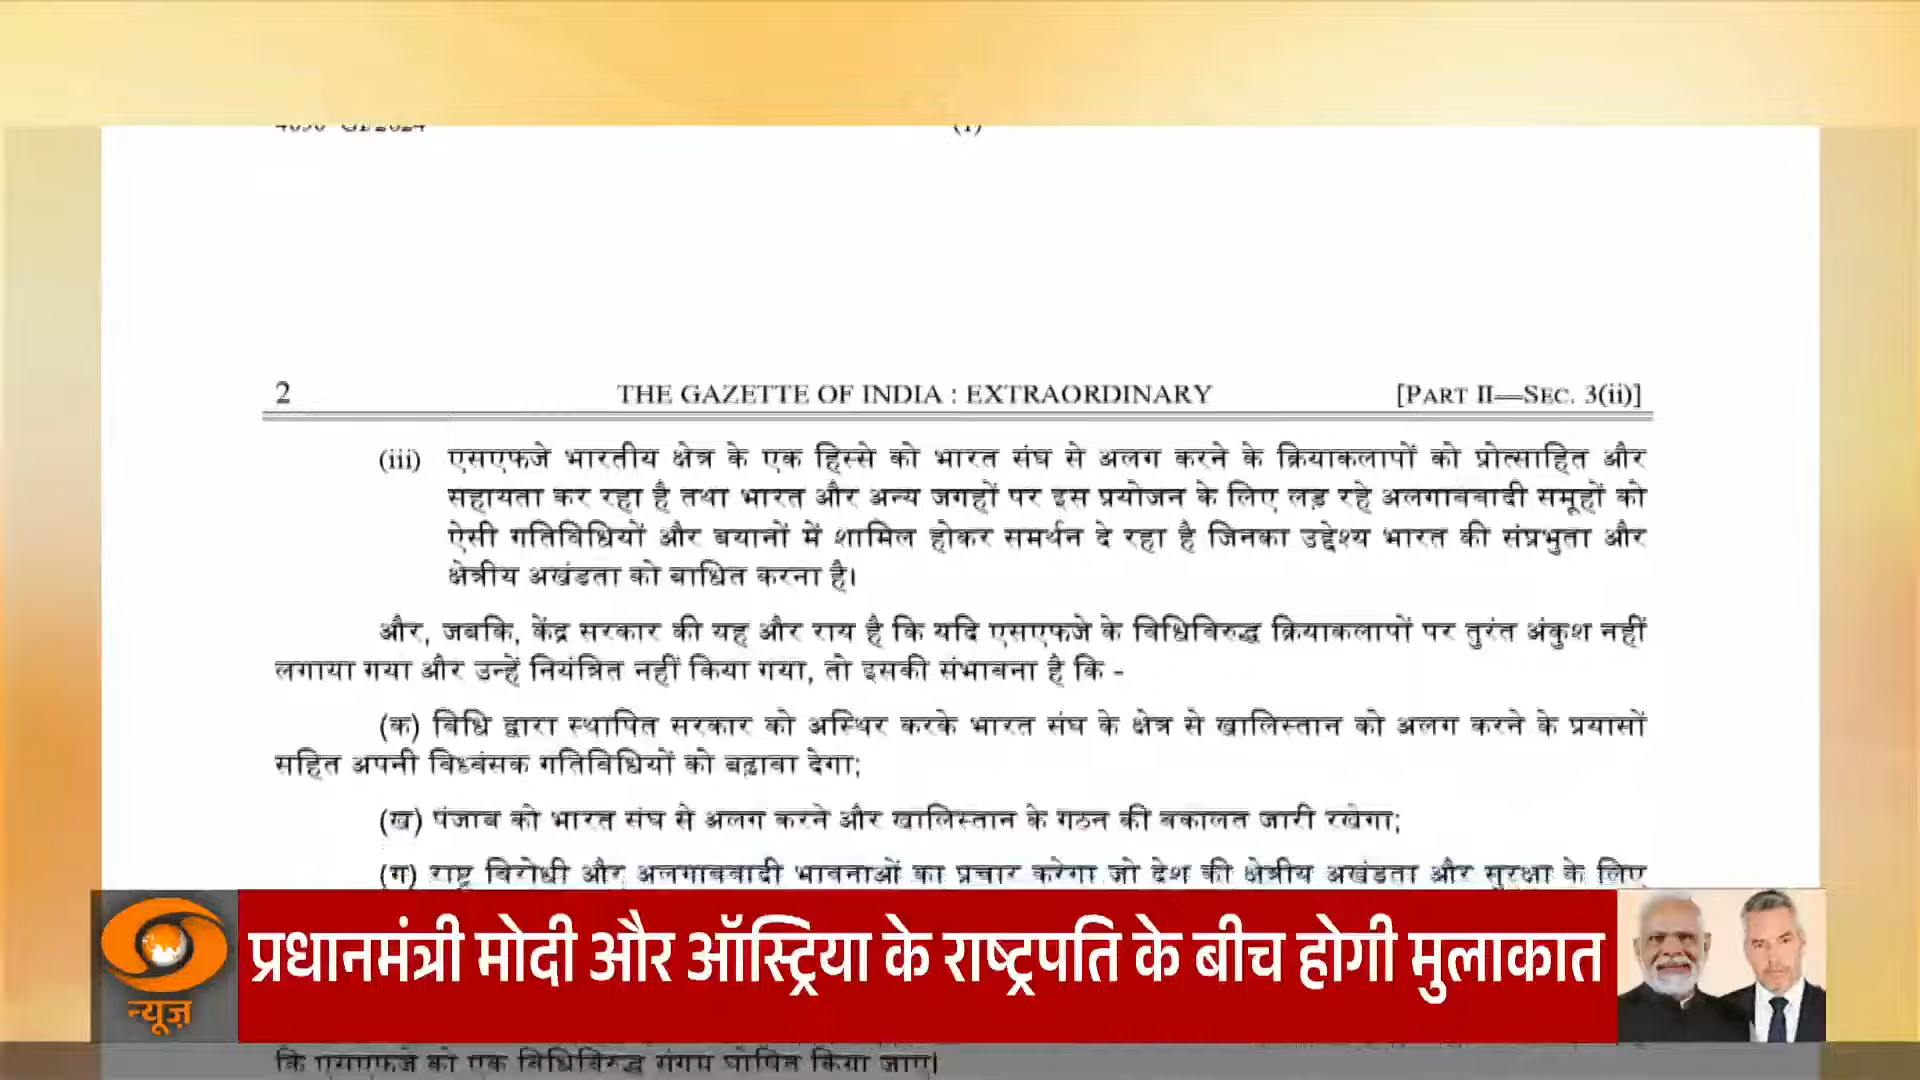 (1)
2 THE GAZETTE OF INDIA : EXTRAORDINARY [PART II—SEC. 3(ii)]
(iii) एसएफजे भारतीय क्षेत्र के एक हिस्से को भारत संघ से अलग करने के क्रियाकलापों को प्रोत्साहित और
सहायता कर रहा है तथा भारत और अन्य जगहों पर इस प्रयोजन के लिए लड़ रहे अलगाववादी समूहों को
ऐसी गतिविधियों और बयानों में शामिल होकर समर्थन दे रहा है जिनका उद्देश्य भारत की संप्रभुता और
क्षेत्रीय अखंडता को बाधित करना है।
और, जबकि, केंद्र सरकार की यह और राय है कि यदि एसएफजे के विधिविरुद्ध क्रियाकलापों पर तुरंत अंकुश नहीं
लगाया गया और उन्हें नियंत्रित नहीं किया गया, तो इसकी संभावना है कि -
(क) विधि द्वारा स्थापित सरकार को अस्थिर करके भारत संघ के क्षेत्र से खालिस्तान को अलग करने के प्रयासों
सहित अपनी विध्वंसक गतिविधियों को बढ़ावा देगा;
(ख) पंजाब को भारत संघ से अलग करने और खालिस्तान के गठन की वकालत जारी रखेगा;
(ग) राष्ट्र विरोधी और अलगाववादी भावनाओं का प्रचार करेगा जो देश की क्षेत्रीय अखंडता और सुरक्षा के लिए
प्रधानमंत्री मोदी और ऑस्ट्रिया के राष्ट्रपति के बीच होगी मुलाकात
न्यूज़
कि एसएफजे को एक विधिविरुद्ध संगम घोषित किया जाए।